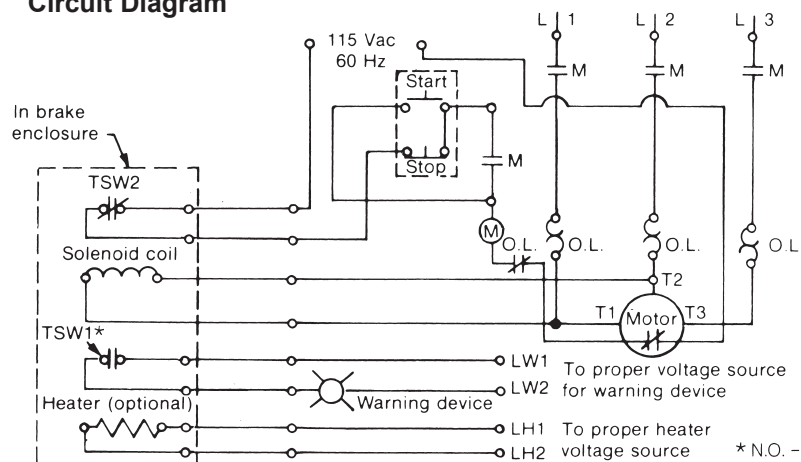 Circuit Diagram
L 1
L 2
L 3
115 Vac
60 Hz
M
M
M
Start
In brake
enclosure
Stop
M
TSW2
M
O.L.
O.L.
O.L.
O.L
Solenoid coil
T2
T1
Motor
T3
TSW1*
LW1
To proper voltage source
LW2
for warning device
Warning device
Heater (optional)
LH1
To proper heater
LH2
voltage source
* N.O. –